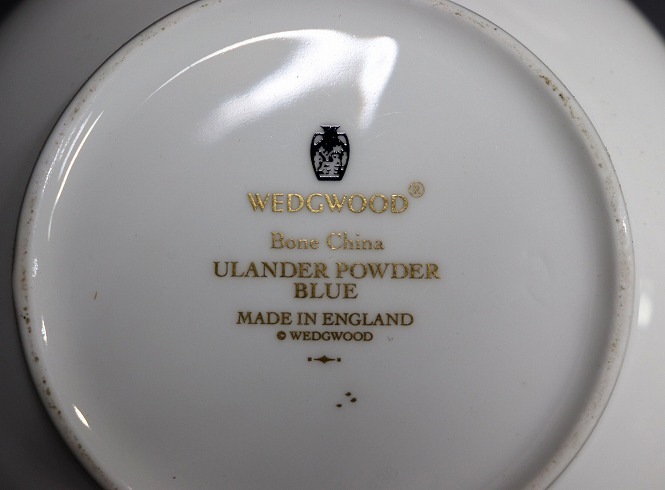 WEDGWOOD®
Bone China
ULANDER POWDER
BLUE
MADE IN ENGLAND
© WEDGWOOD